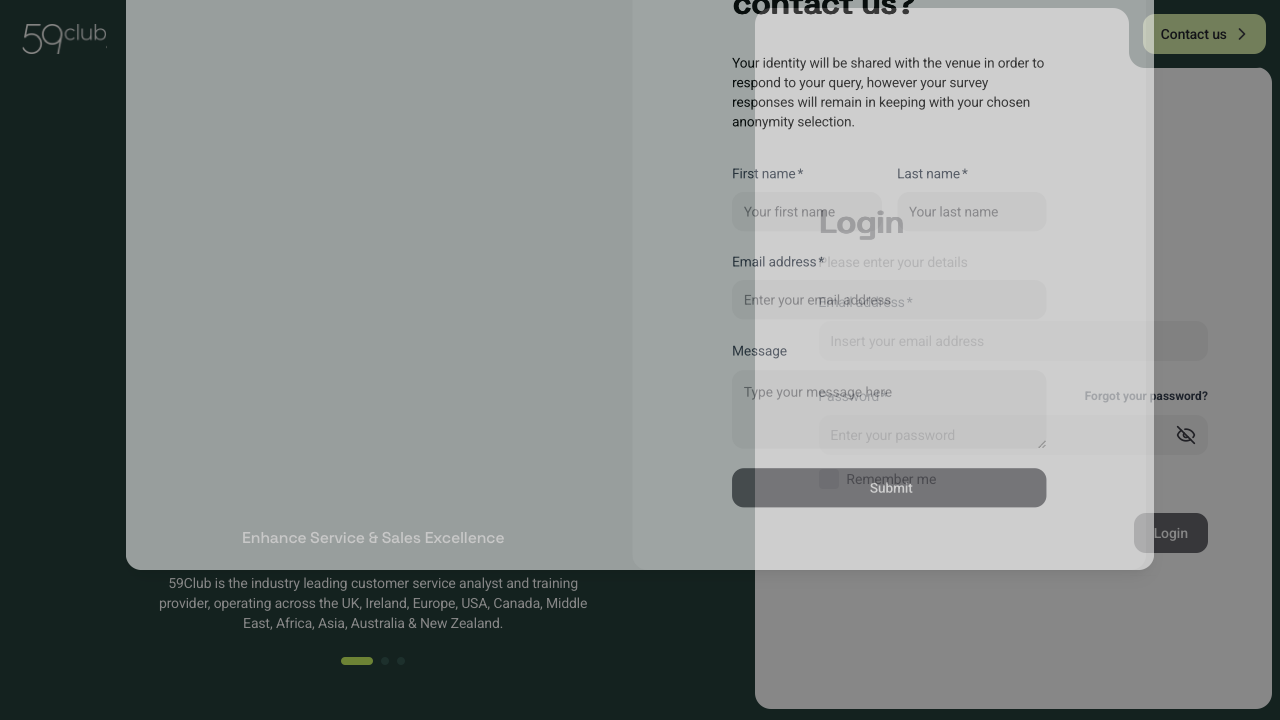 59club
Contact us
contact us?
Your identity will be shared with the venue in order to
respond to your query, however your survey
responses will remain in keeping with your chosen
anonymity selection.
First name*
Last name*
Your first name
Your last name
Email address*
Enter your email address
Message
Type your message here
Submit
Login
Please enter your details
Email address*
Insert your email address
Password*
Forgot your password?
Enter your password
Remember me
Login
Enhance Service & Sales Excellence
59Club is the industry leading customer service analyst and training
provider, operating across the UK, Ireland, Europe, USA, Canada, Middle
East, Africa, Asia, Australia & New Zealand.